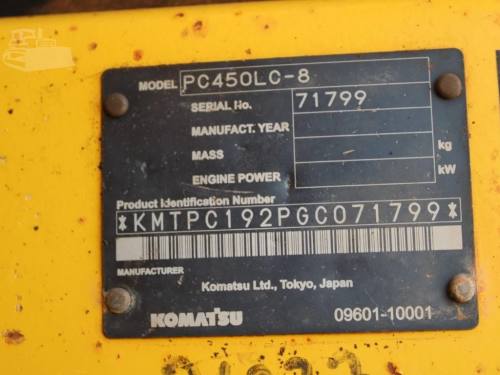 MODEL PC450LC-8
SERIAL No. 71799
MANUFACT. YEAR
MASS kg
ENGINE POWER kW
Product Identification Number
*KMTPC192PGC071799*
MANUFACTURER
Komatsu Ltd., Tokyo, Japan
KOMATSU 09601-10001